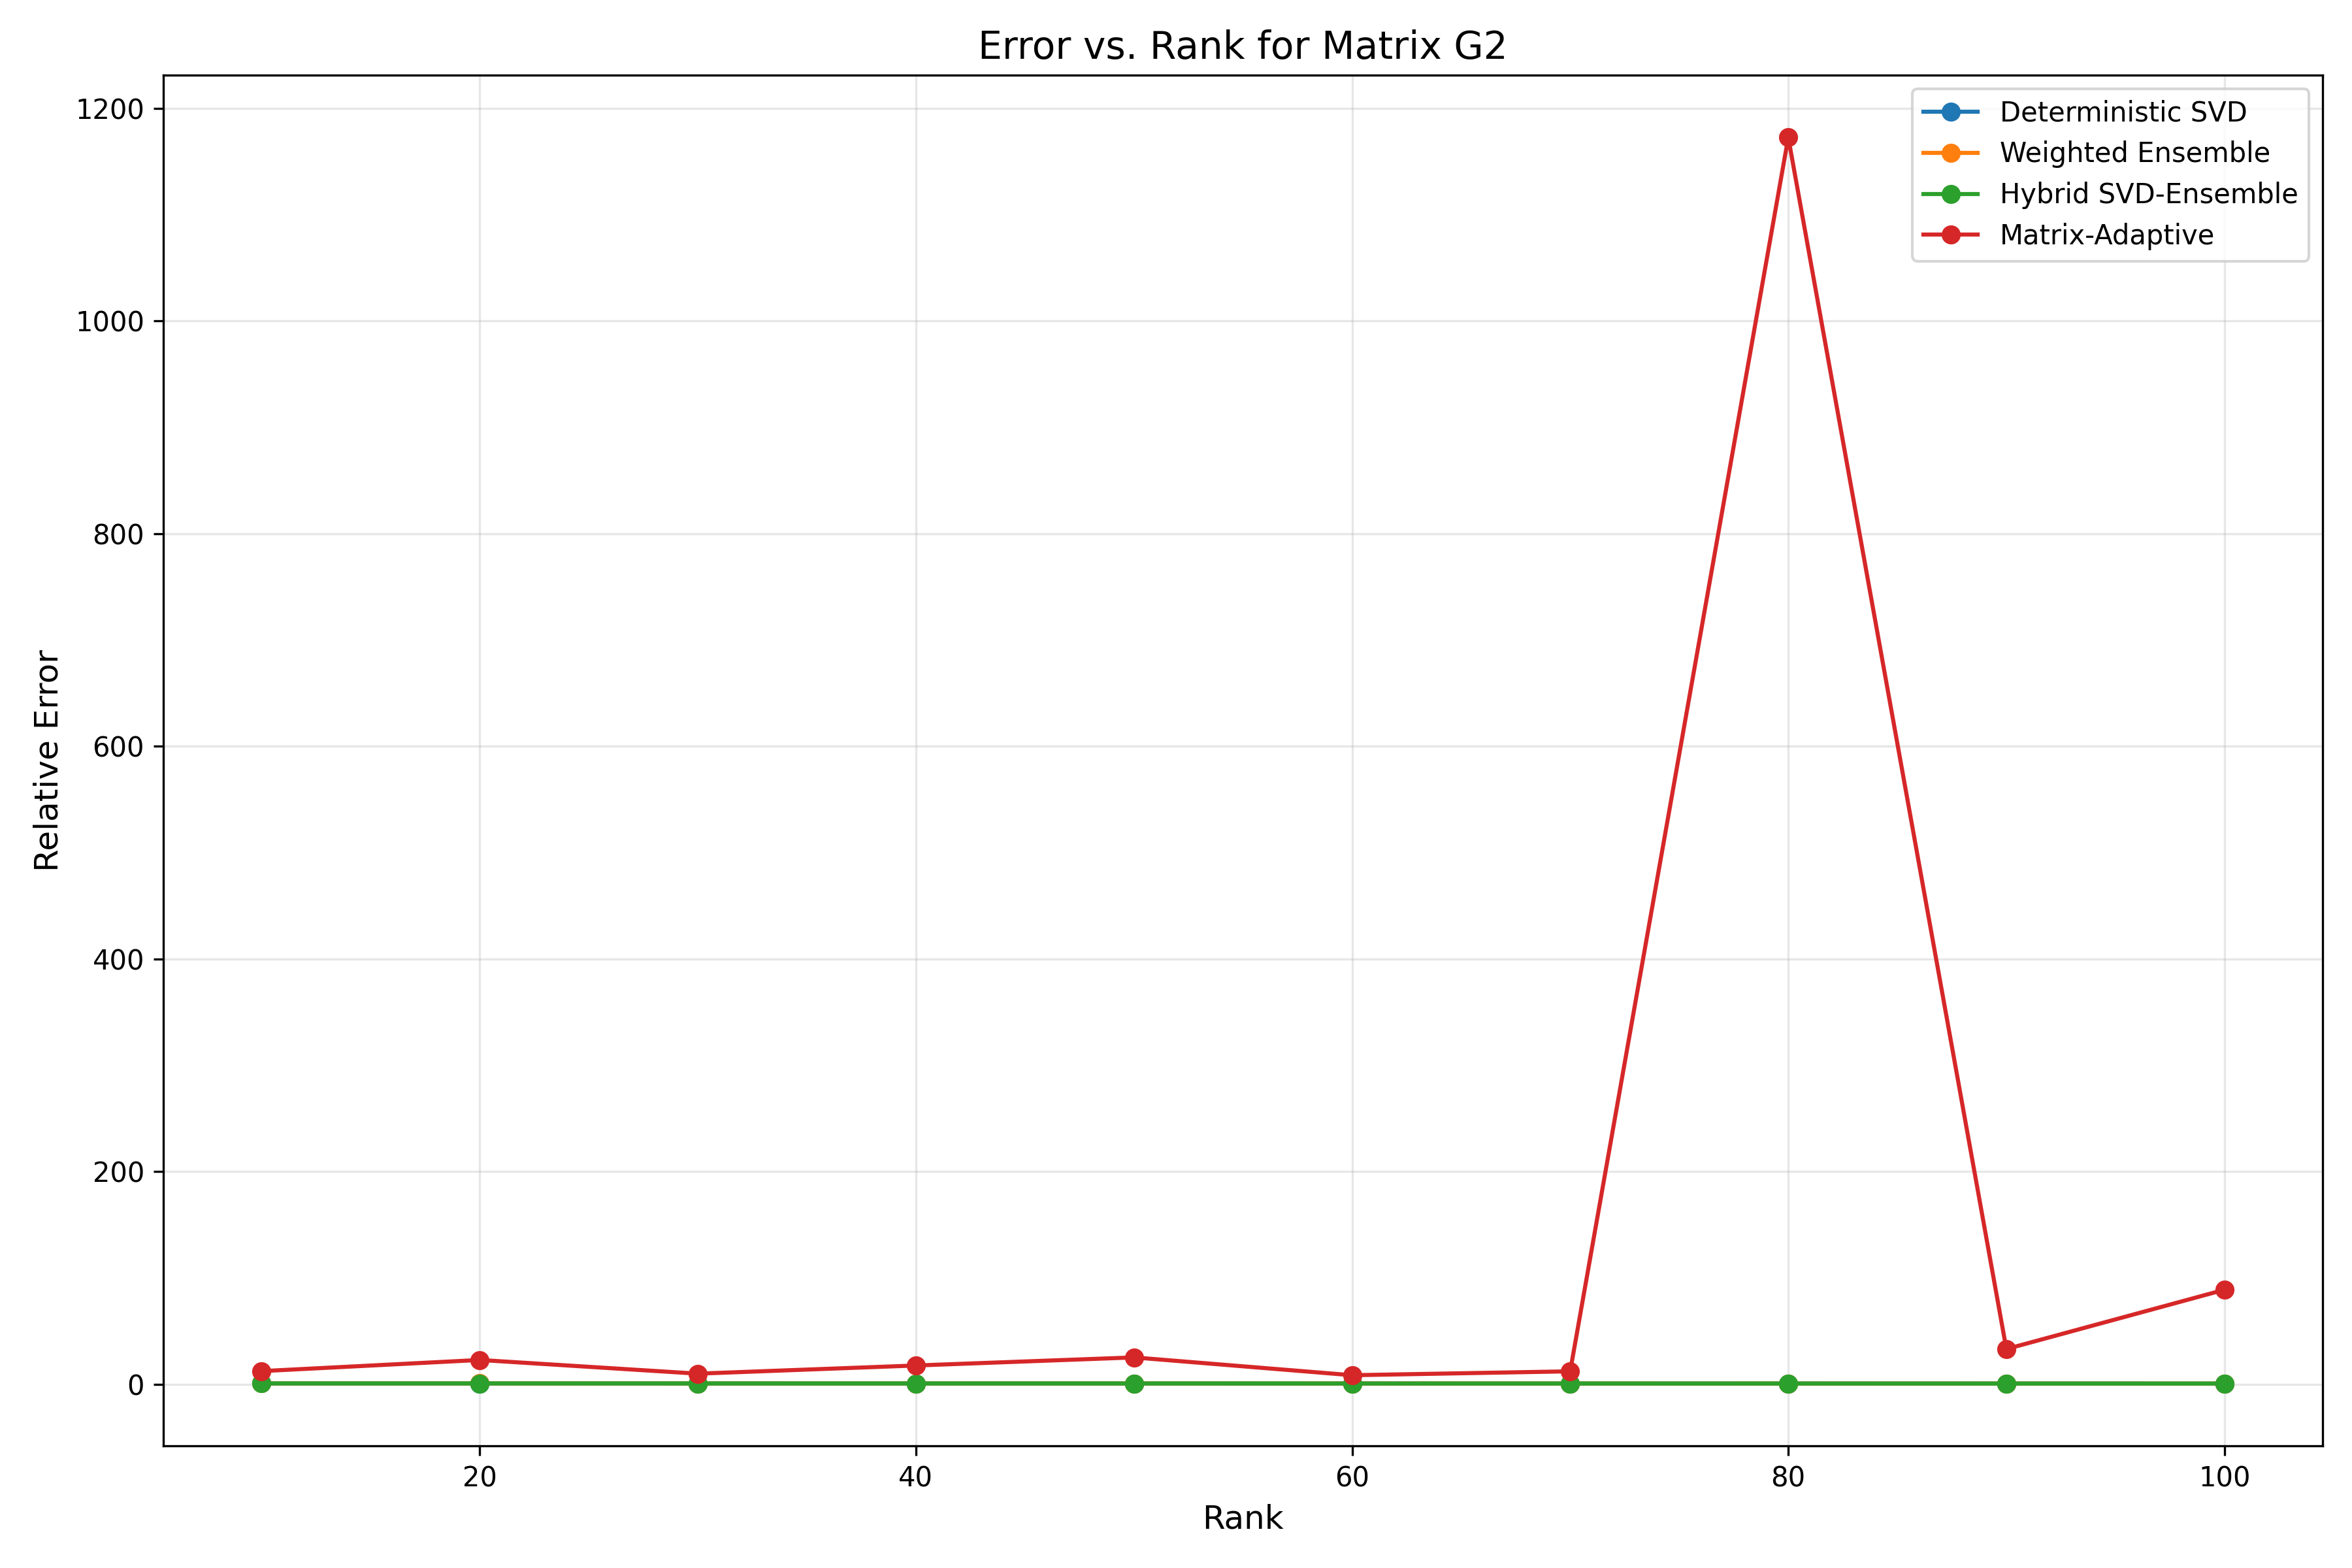 Error vs. Rank for Matrix G2
Deterministic SVD
Weighted Ensemble
Hybrid SVD-Ensemble
Matrix-Adaptive
Relative Error
1200
1000
800
600
400
200
0
20
40
60
80
100
Rank